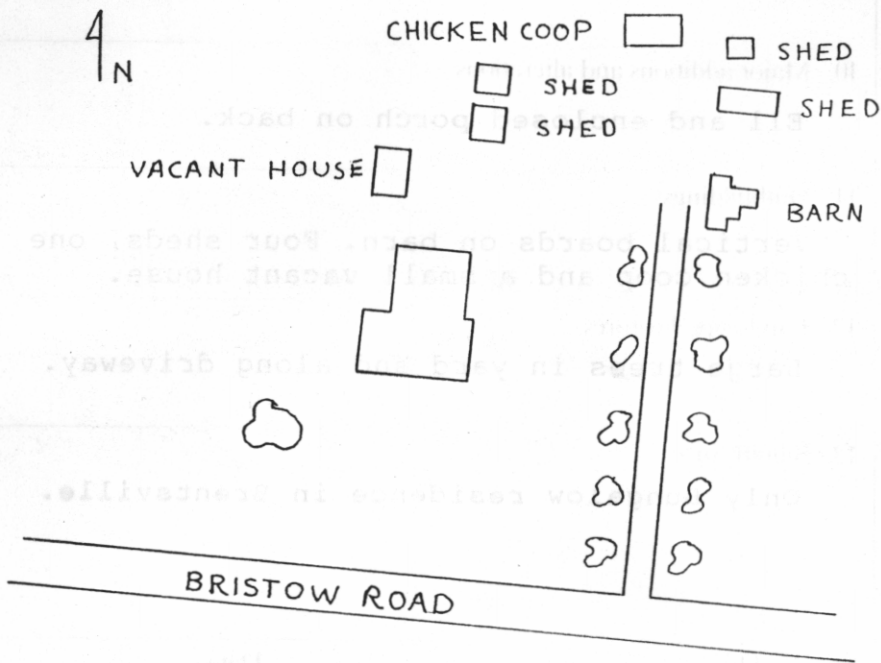 N
CHICKEN COOP
SHED
SHED
SHED
SHED
VACANT HOUSE
BARN
Ell and enclosed porch on back.
vertical boards on barn. Four sheds, one
chicken coop and a small vacant house.
Large trees in yard and along driveway.
Only bungalow residence in Brentsville.
BRISTOW ROAD